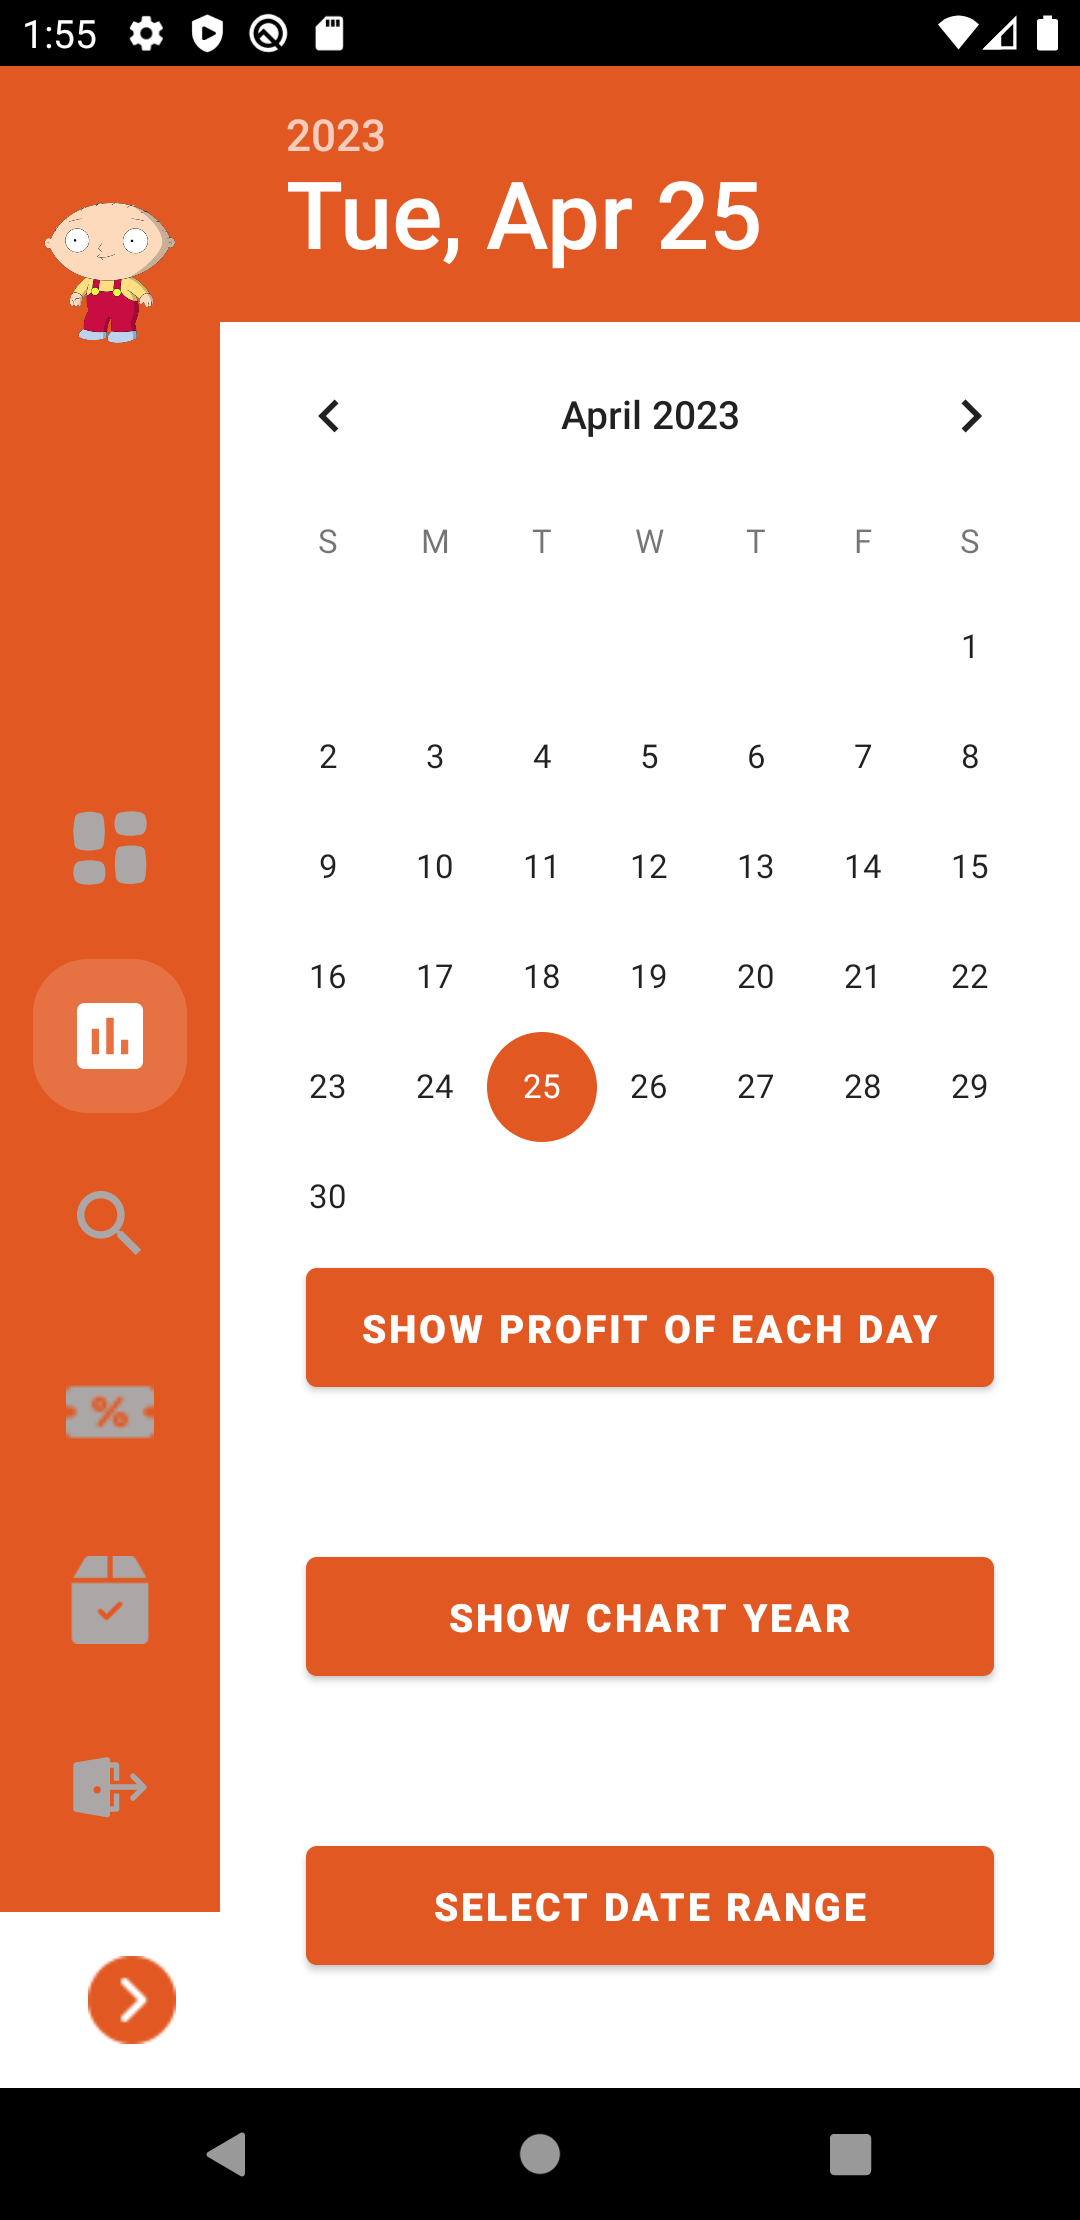 1:55
2023
Tue, Apr 25
April 2023
S M T W T F S
1
2 3 4 5 6 7 8
9 10 11 12 13 14 15
16 17 18 19 20 21 22
23 24 25 26 27 28 29
30
SHOW PROFIT OF EACH DAY
%
SHOW CHART YEAR
SELECT DATE RANGE